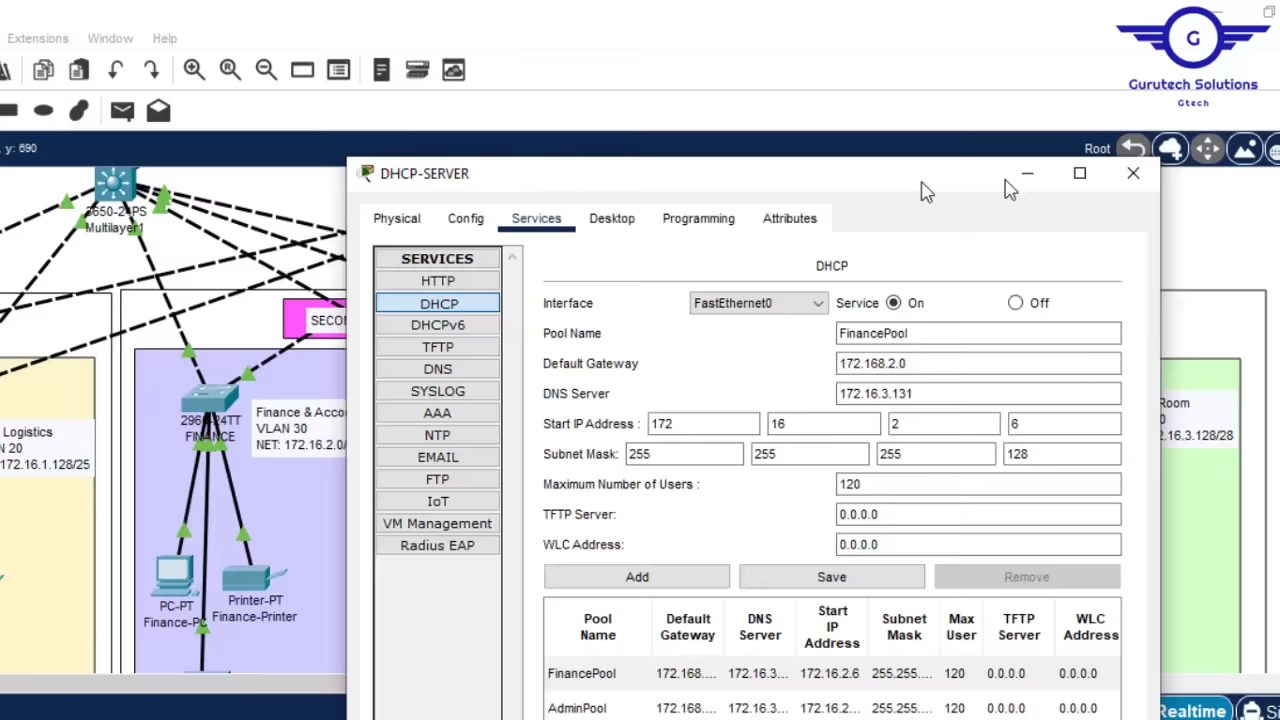 Extensions Window Help
G
Gurutech Solutions
Gtech
, y: 690
Root
3650-24PS
Multilayer1
SECON
Logistics
N 20
172.16.1.128/25
24TT
FINANCE
Finance & Acco
VLAN 30
NET: 172.16.2.0/
PC-PT
Finance-PC
Printer-PT
Finance-Printer
Room
0
2.16.3.128/28
DHCP-SERVER
Physical Config Services Desktop Programming Attributes
SERVICES
HTTP
DHCP
DHCPv6
TFTP
DNS
SYSLOG
AAA
NTP
EMAIL
FTP
IoT
VM Management
Radius EAP
DHCP
Interface FastEthernet0 Service On Off
Pool Name FinancePool
Default Gateway 172.168.2.0
DNS Server 172.16.3.131
Start IP Address : 172 16 2 6
Subnet Mask: 255 255 255 128
Maximum Number of Users : 120
TFTP Server: 0.0.0.0
WLC Address: 0.0.0.0
Add Save Remove
Pool Name Default Gateway DNS Server Start IP Address Subnet Mask Max User TFTP Server WLC Address
FinancePool 172.168.... 172.16.3... 172.16.2.6 255.255.... 120 0.0.0.0 0.0.0.0
AdminPool 172.168.... 172.16.3... 172.16.2... 255.255.... 120 0.0.0.0 0.0.0.0
Realtime S